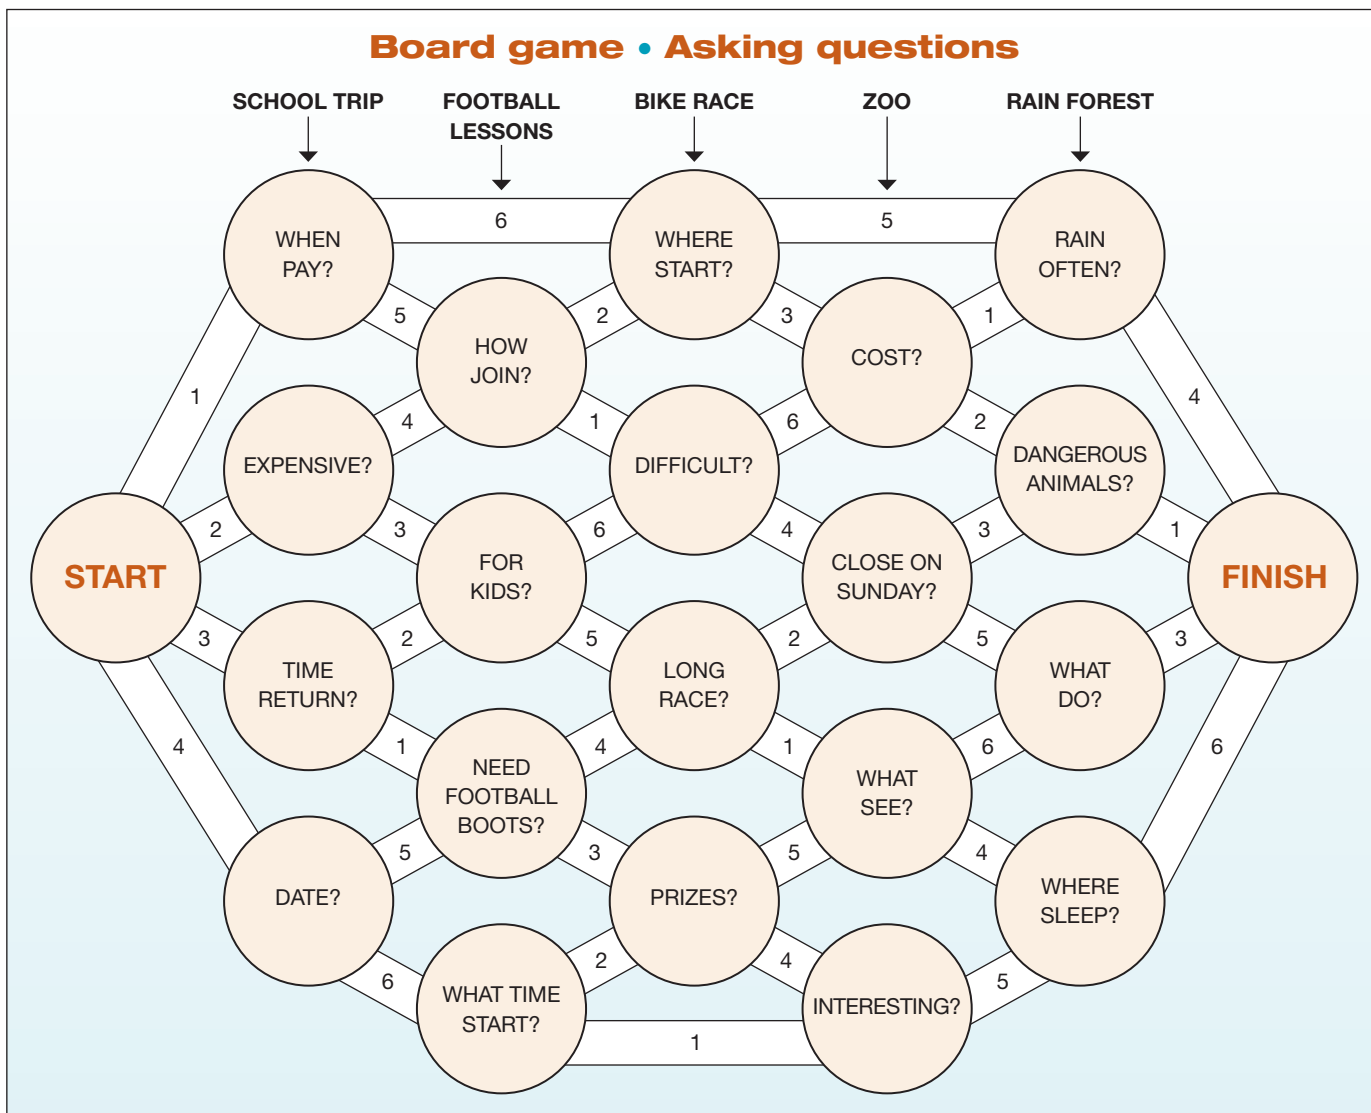 Board game • Asking questions
SCHOOL TRIP
FOOTBALL
LESSONS
BIKE RACE
ZOO
RAIN FOREST
WHEN
PAY?
6
WHERE
START?
5
RAIN
OFTEN?
5
2
3
1
HOW
JOIN?
COST?
1
4
4
1
6
2
EXPENSIVE?
DIFFICULT?
DANGEROUS
ANIMALS?
2
3
6
4
3
1
START
FOR
KIDS?
CLOSE ON
SUNDAY?
FINISH
3
2
5
2
5
3
TIME
RETURN?
LONG
RACE?
WHAT
DO?
4
1
4
1
6
6
NEED
FOOTBALL
BOOTS?
WHAT
SEE?
5
3
5
4
DATE?
PRIZES?
WHERE
SLEEP?
6
2
4
5
WHAT TIME
START?
INTERESTING?
1